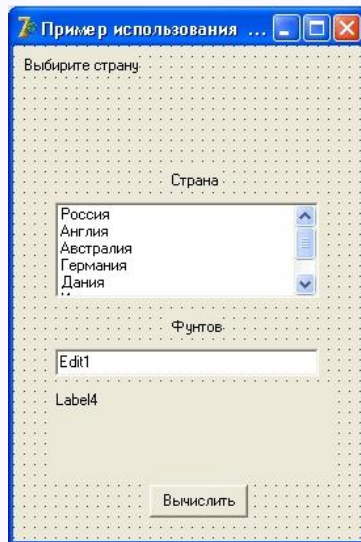 Пример использования ...
Выбирите страну
Страна
Россия
Англия
Австралия
Германия
Дания
Фунтов
Edit1
Label4
Вычислить